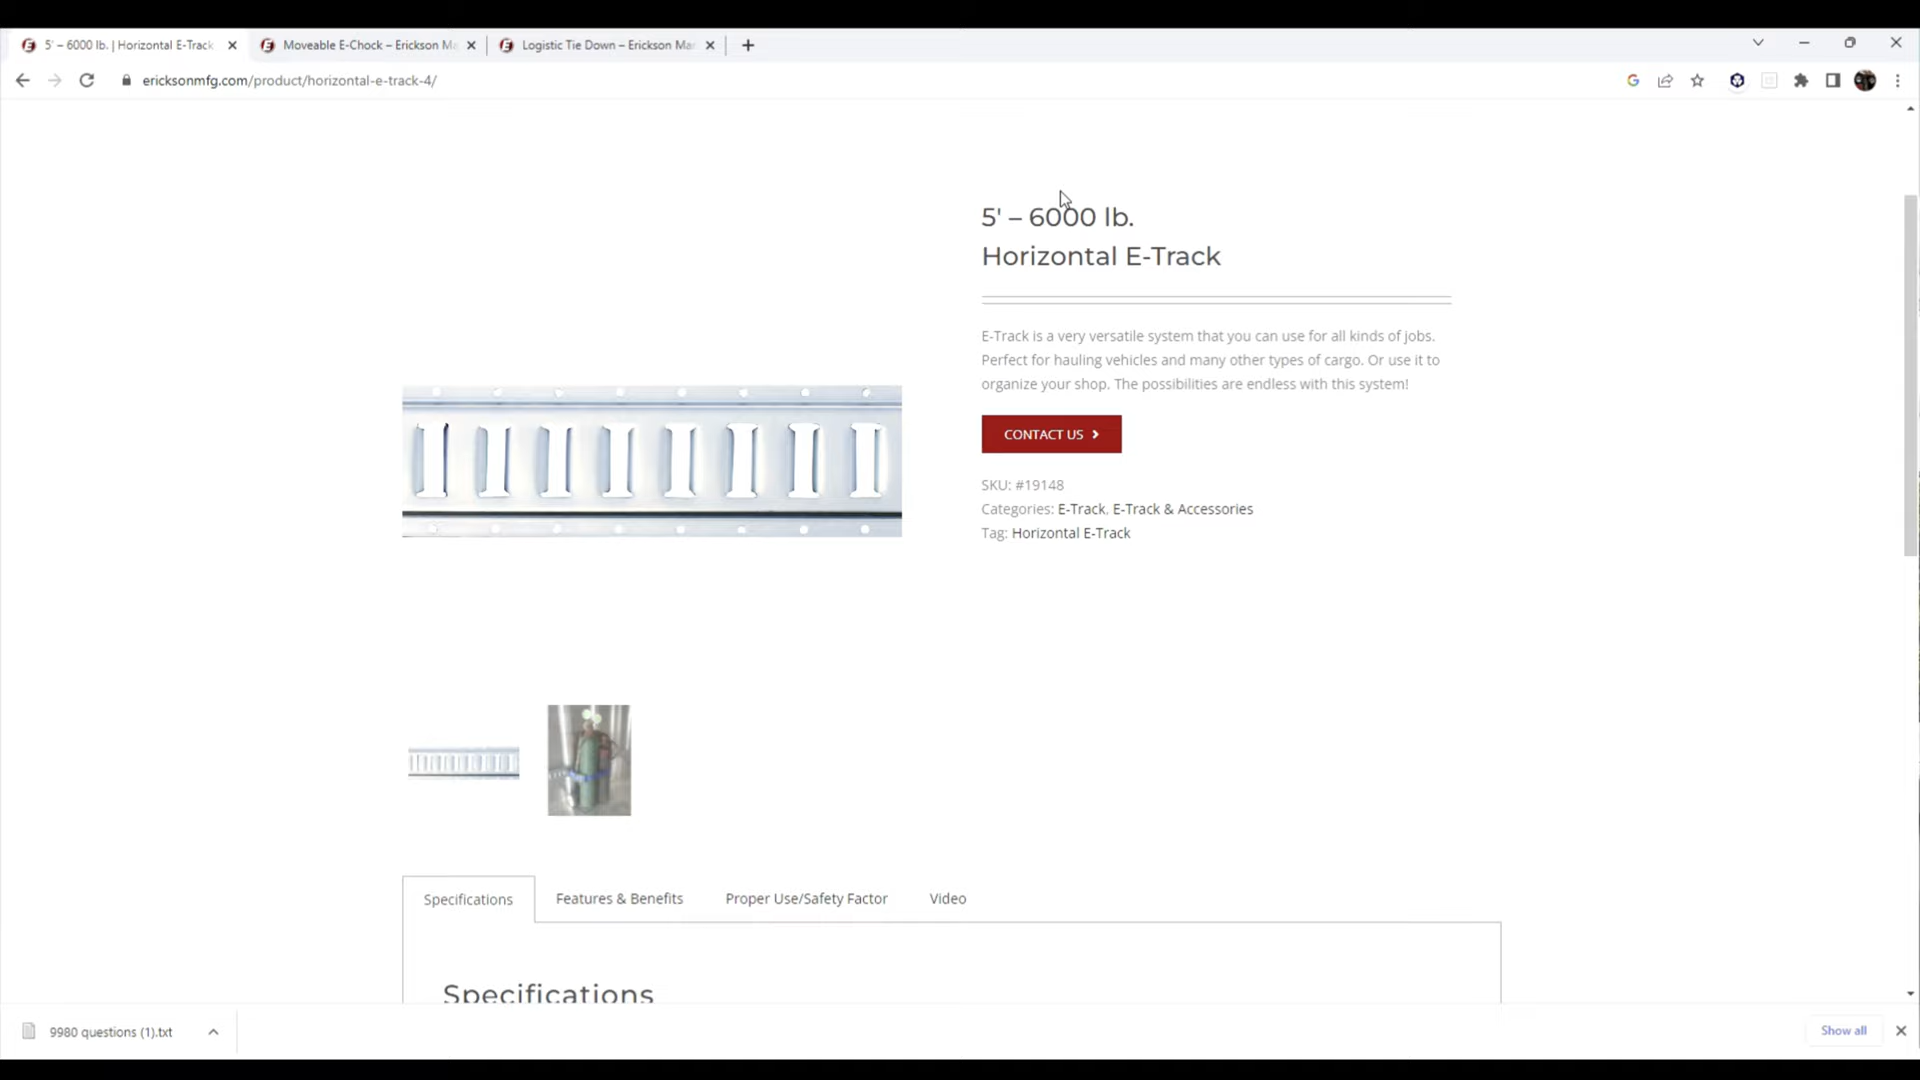 5' – 6000 lb. | Horizontal E-Track
Moveable E-Chock – Erickson Ma
Logistic Tie Down – Erickson Mar
ericksonmfg.com/product/horizontal-e-track-4/
5' – 6000 lb.
Horizontal E-Track
E-Track is a very versatile system that you can use for all kinds of jobs.
Perfect for hauling vehicles and many other types of cargo. Or use it to
organize your shop. The possibilities are endless with this system!
CONTACT US
SKU: #19148
Categories: E-Track, E-Track & Accessories
Tag: Horizontal E-Track
Specifications
Features & Benefits
Proper Use/Safety Factor
Video
Specifications
9980 questions (1).txt
Show all